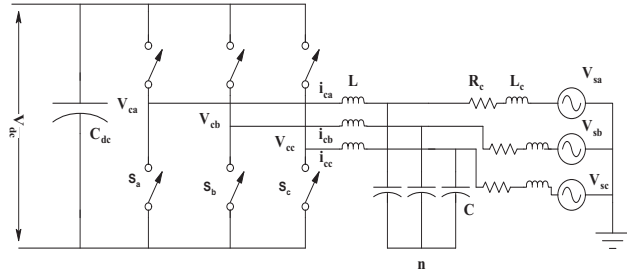 V_dc
C_dc
V_ca
V_cb
V_cc
S_a
S_b
S_c
i_ca
i_cb
i_cc
L
R_c
L_c
V_sa
V_sb
V_sc
C
n